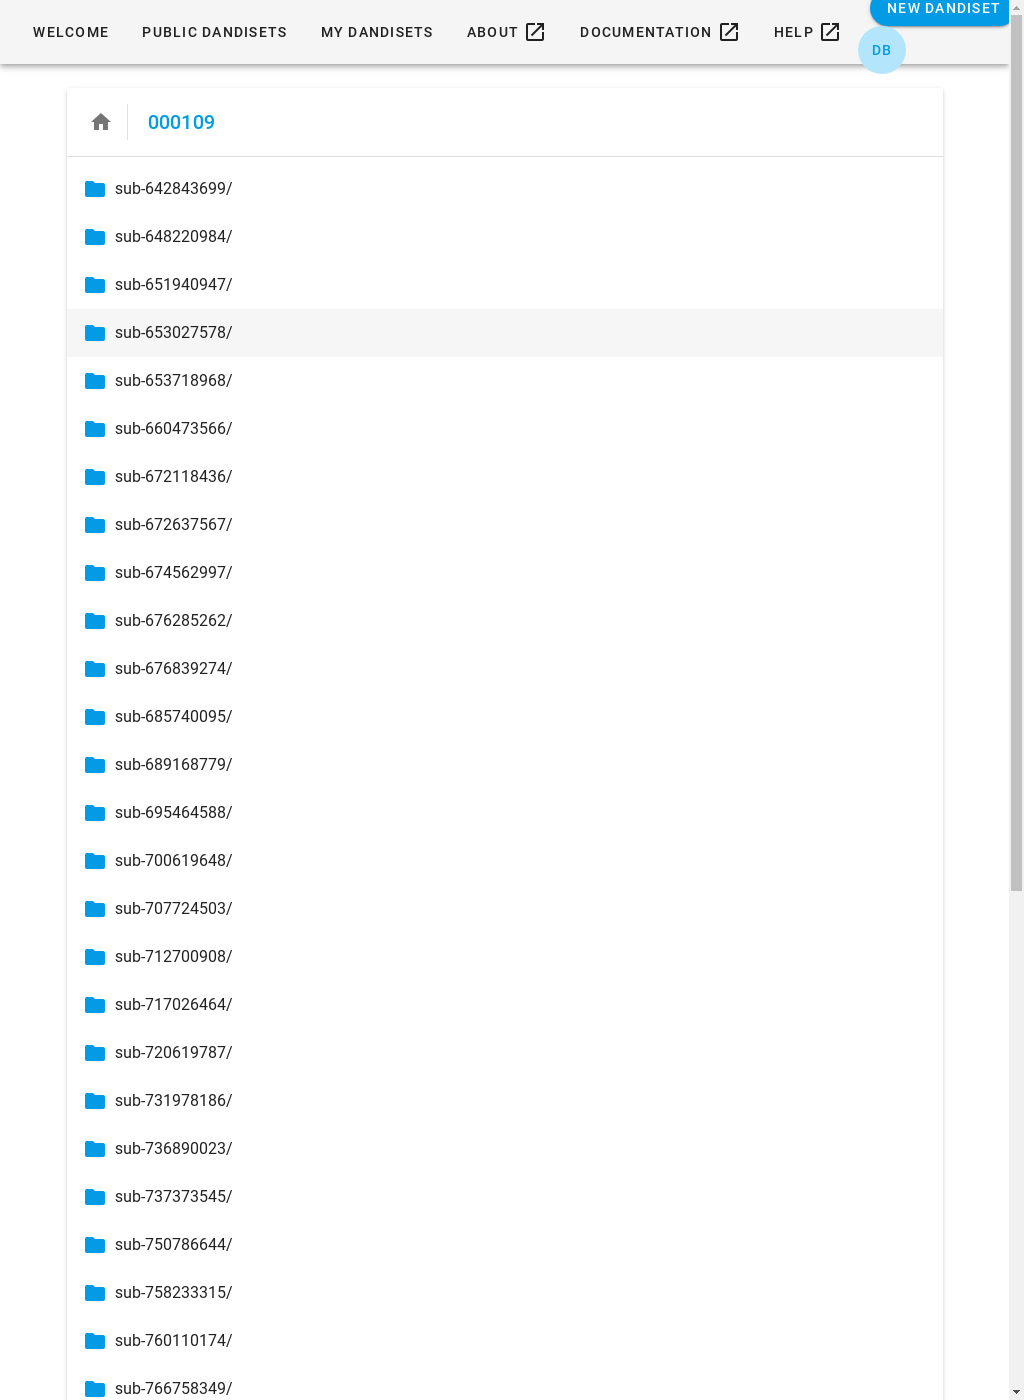 WELCOME PUBLIC DANDISETS MY DANDISETS ABOUT DOCUMENTATION HELP NEW DANDISET
DB
000109
sub-642843699/
sub-648220984/
sub-651940947/
sub-653027578/
sub-653718968/
sub-660473566/
sub-672118436/
sub-672637567/
sub-674562997/
sub-676285262/
sub-676839274/
sub-685740095/
sub-689168779/
sub-695464588/
sub-700619648/
sub-707724503/
sub-712700908/
sub-717026464/
sub-720619787/
sub-731978186/
sub-736890023/
sub-737373545/
sub-750786644/
sub-758233315/
sub-760110174/
sub-766758349/